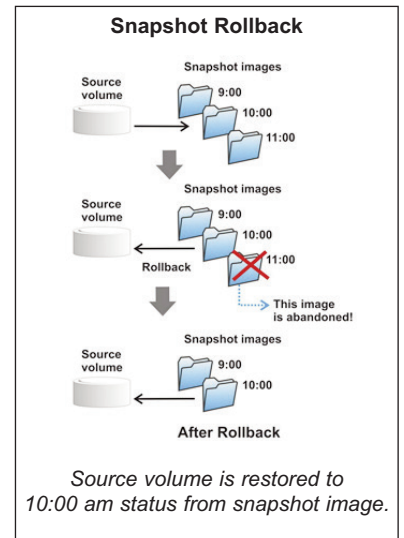 Snapshot Rollback
Snapshot images
Source
volume
9:00
10:00
11:00
Snapshot images
Source
volume
9:00
10:00
11:00
Rollback
This image
is abandoned!
Snapshot images
Source
volume
9:00
10:00
After Rollback
Source volume is restored to
10:00 am status from snapshot image.